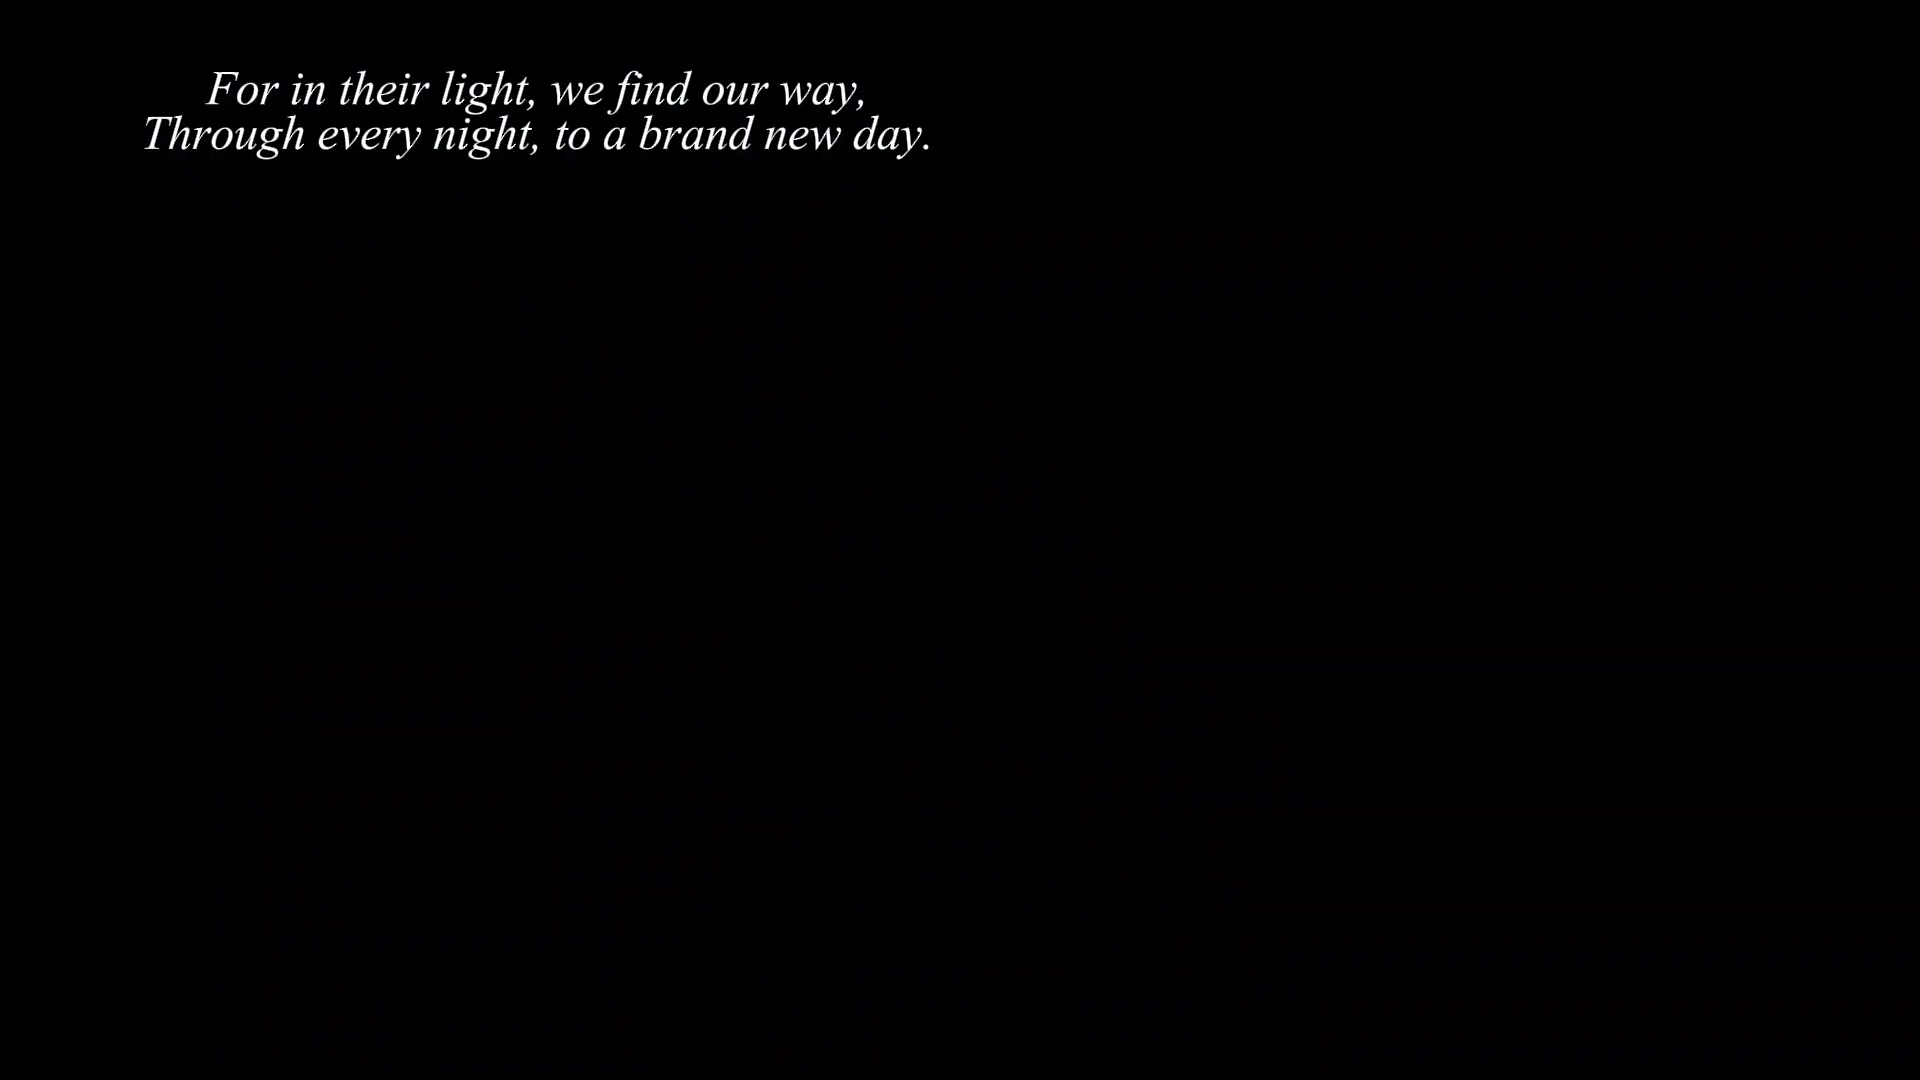 For in their light, we find our way,
Through every night, to a brand new day.